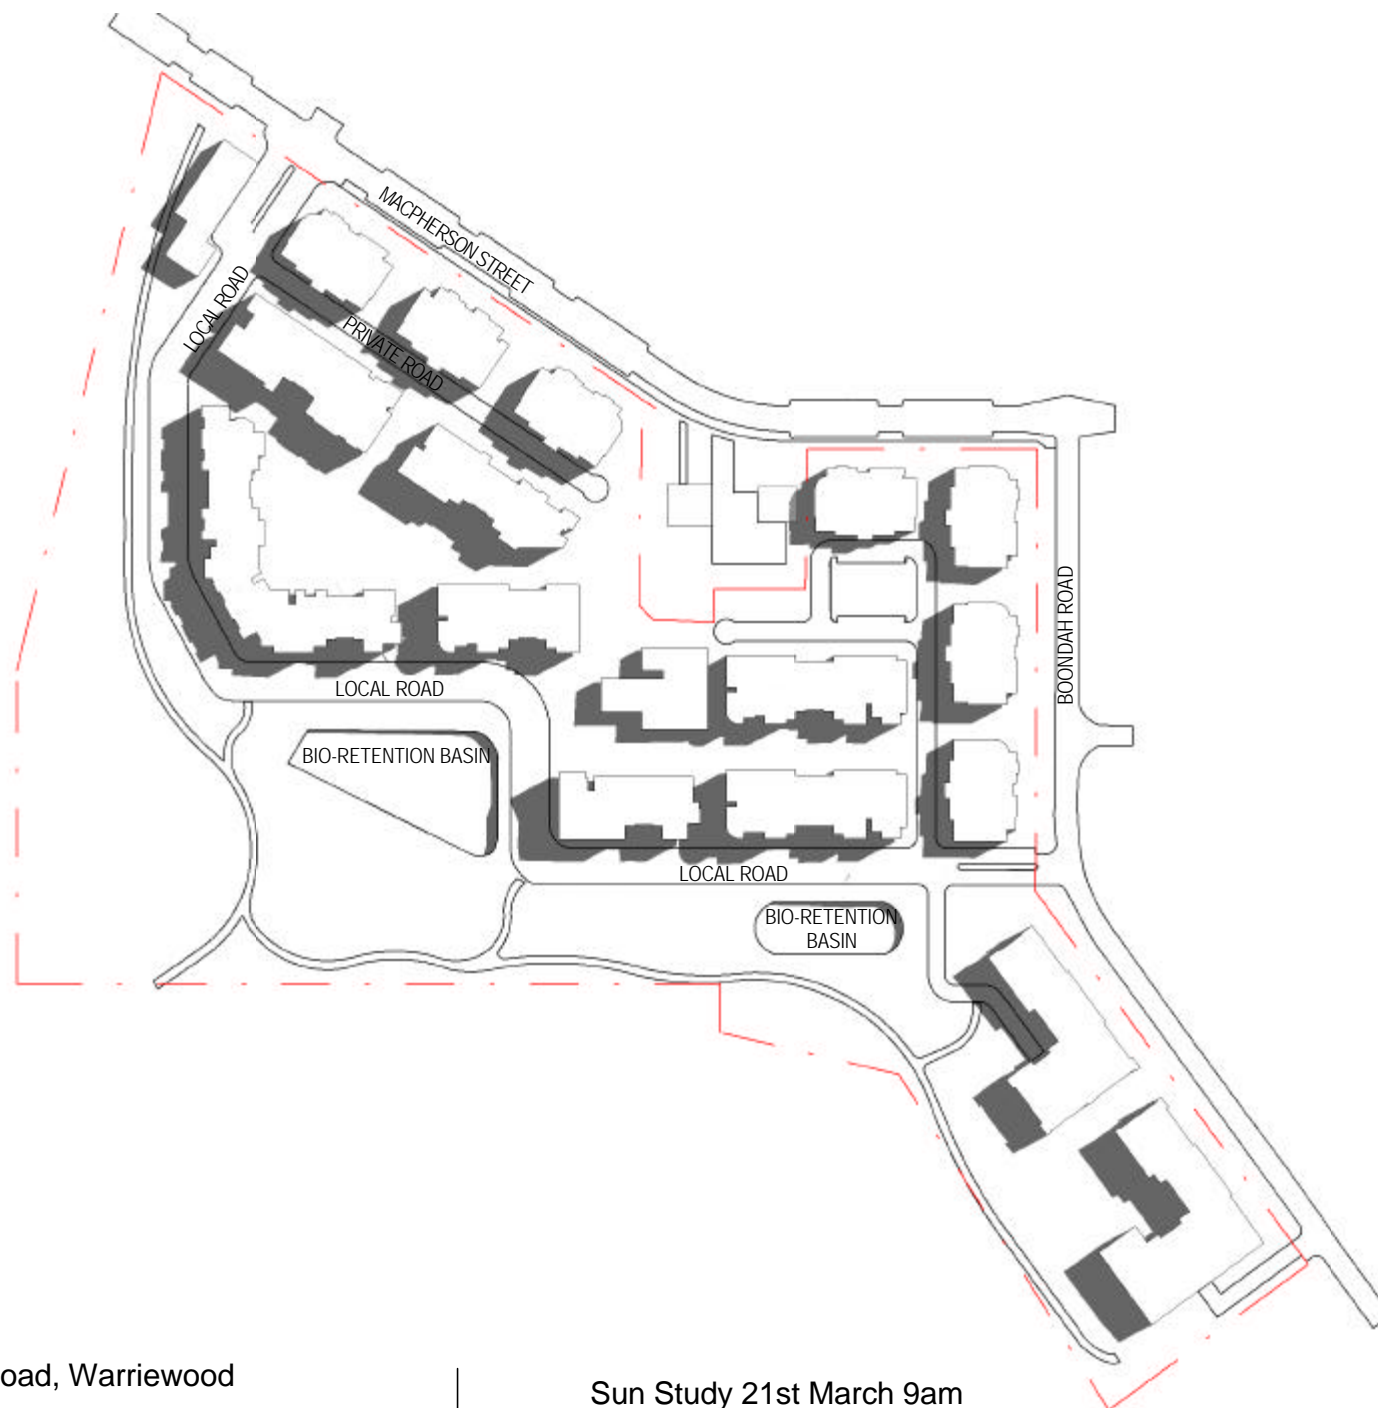 MACPHERSON STREET
LOCAL ROAD
PRIVATE ROAD
BOONDAH ROAD
LOCAL ROAD
BIO-RETENTION BASIN
LOCAL ROAD
BIO-RETENTION
BASIN
oad, Warriewood
Sun Study 21st March 9am